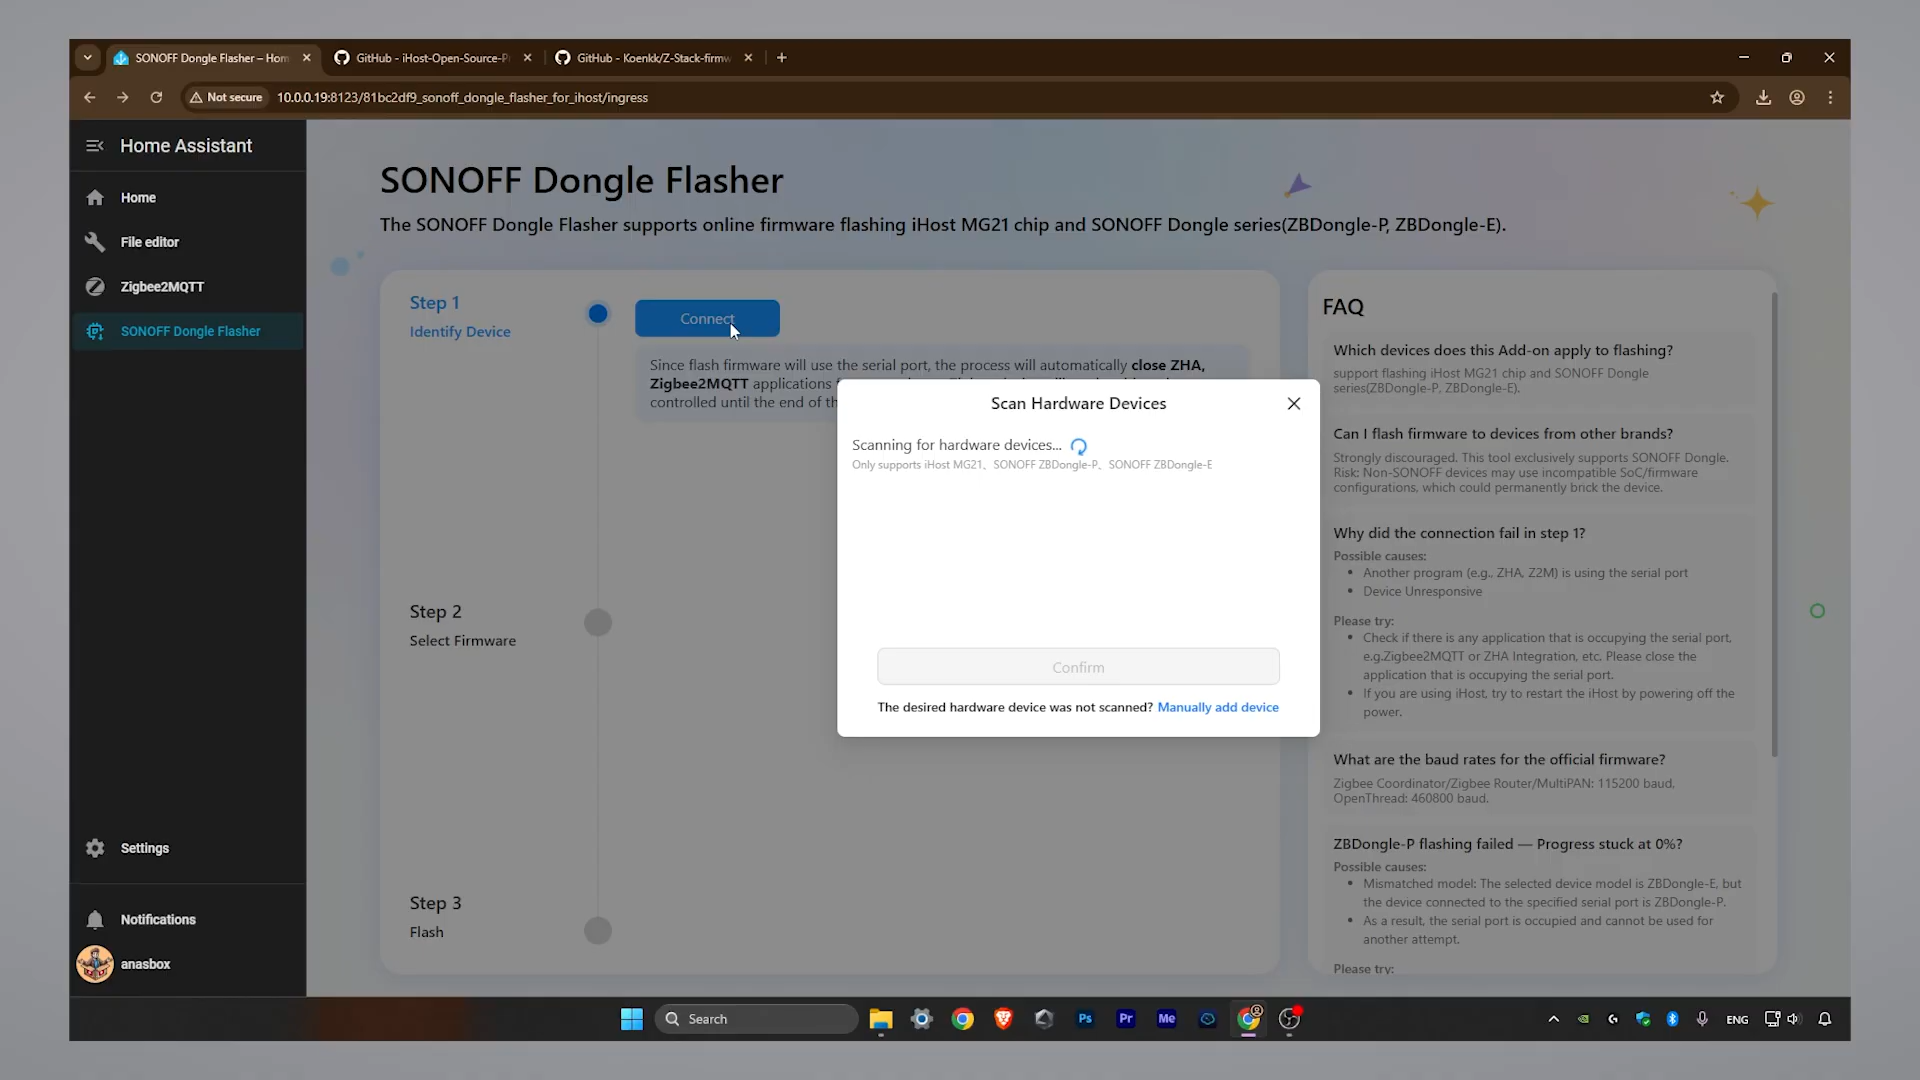 SONOFF Dongle Flasher – Hom
GitHub - iHost-Open-Source-P
GitHub - Koenkk/Z-Stack-firmw
Not secure
10.0.0.19:8123/81bc2df9_sonoff_dongle_flasher_for_ihost/ingress
Home Assistant
Home
File editor
Zigbee2MQTT
SONOFF Dongle Flasher
Settings
Notifications
anasbox
SONOFF Dongle Flasher
The SONOFF Dongle Flasher supports online firmware flashing iHost MG21 chip and SONOFF Dongle series(ZBDongle-P, ZBDongle-E).
Step 1
Identify Device
Connect
Since flash firmware will use the serial port, the process will automatically close ZHA,
Zigbee2MQTT applications
controlled until the end of th
Step 2
Select Firmware
Step 3
Flash
Scan Hardware Devices
Scanning for hardware devices...
Only supports iHost MG21、SONOFF ZBDongle-P、SONOFF ZBDongle-E
Confirm
The desired hardware device was not scanned? Manually add device
FAQ
Which devices does this Add-on apply to flashing?
support flashing iHost MG21 chip and SONOFF Dongle
series(ZBDongle-P, ZBDongle-E).
Can I flash firmware to devices from other brands?
Strongly discouraged. This tool exclusively supports SONOFF Dongle.
Risk: Non-SONOFF devices may use incompatible SoC/firmware
configurations, which could permanently brick the device.
Why did the connection fail in step 1?
Possible causes:
• Another program (e.g., ZHA, Z2M) is using the serial port
• Device Unresponsive
Please try:
• Check if there is any application that is occupying the serial port,
e.g.Zigbee2MQTT or ZHA Integration, etc. Please close the
application that is occupying the serial port.
• If you are using iHost, try to restart the iHost by powering off the
power.
What are the baud rates for the official firmware?
Zigbee Coordinator/Zigbee Router/MultiPAN: 115200 baud,
OpenThread: 460800 baud.
ZBDongle-P flashing failed — Progress stuck at 0%?
Possible causes:
• Mismatched model: The selected device model is ZBDongle-E, but
the device connected to the specified serial port is ZBDongle-P.
• As a result, the serial port is occupied and cannot be used for
another attempt.
Please try:
Search
Ps
Pr
Me
ENG